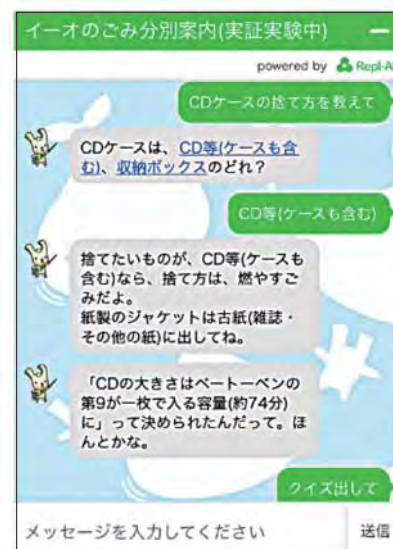 イーオのごみ分別案内(実証実験中)
powered by Repl-AI
CDケースの捨て方を教えて
CDケースは、CD等(ケースも含
む)、収納ボックスのどれ？
CD等(ケースも含む)
捨てたいものが、CD等(ケースも
含む)なら、捨て方は、燃やすご
みだよ。
紙製のジャケットは古紙(雑誌・
その他の紙)に出してね。
「CDの大きさはベートーベンの
第9が一枚で入る容量(約74分)
に」って決められたんだって。ほ
んとかな。
クイズ出して
メッセージを入力してください 送信